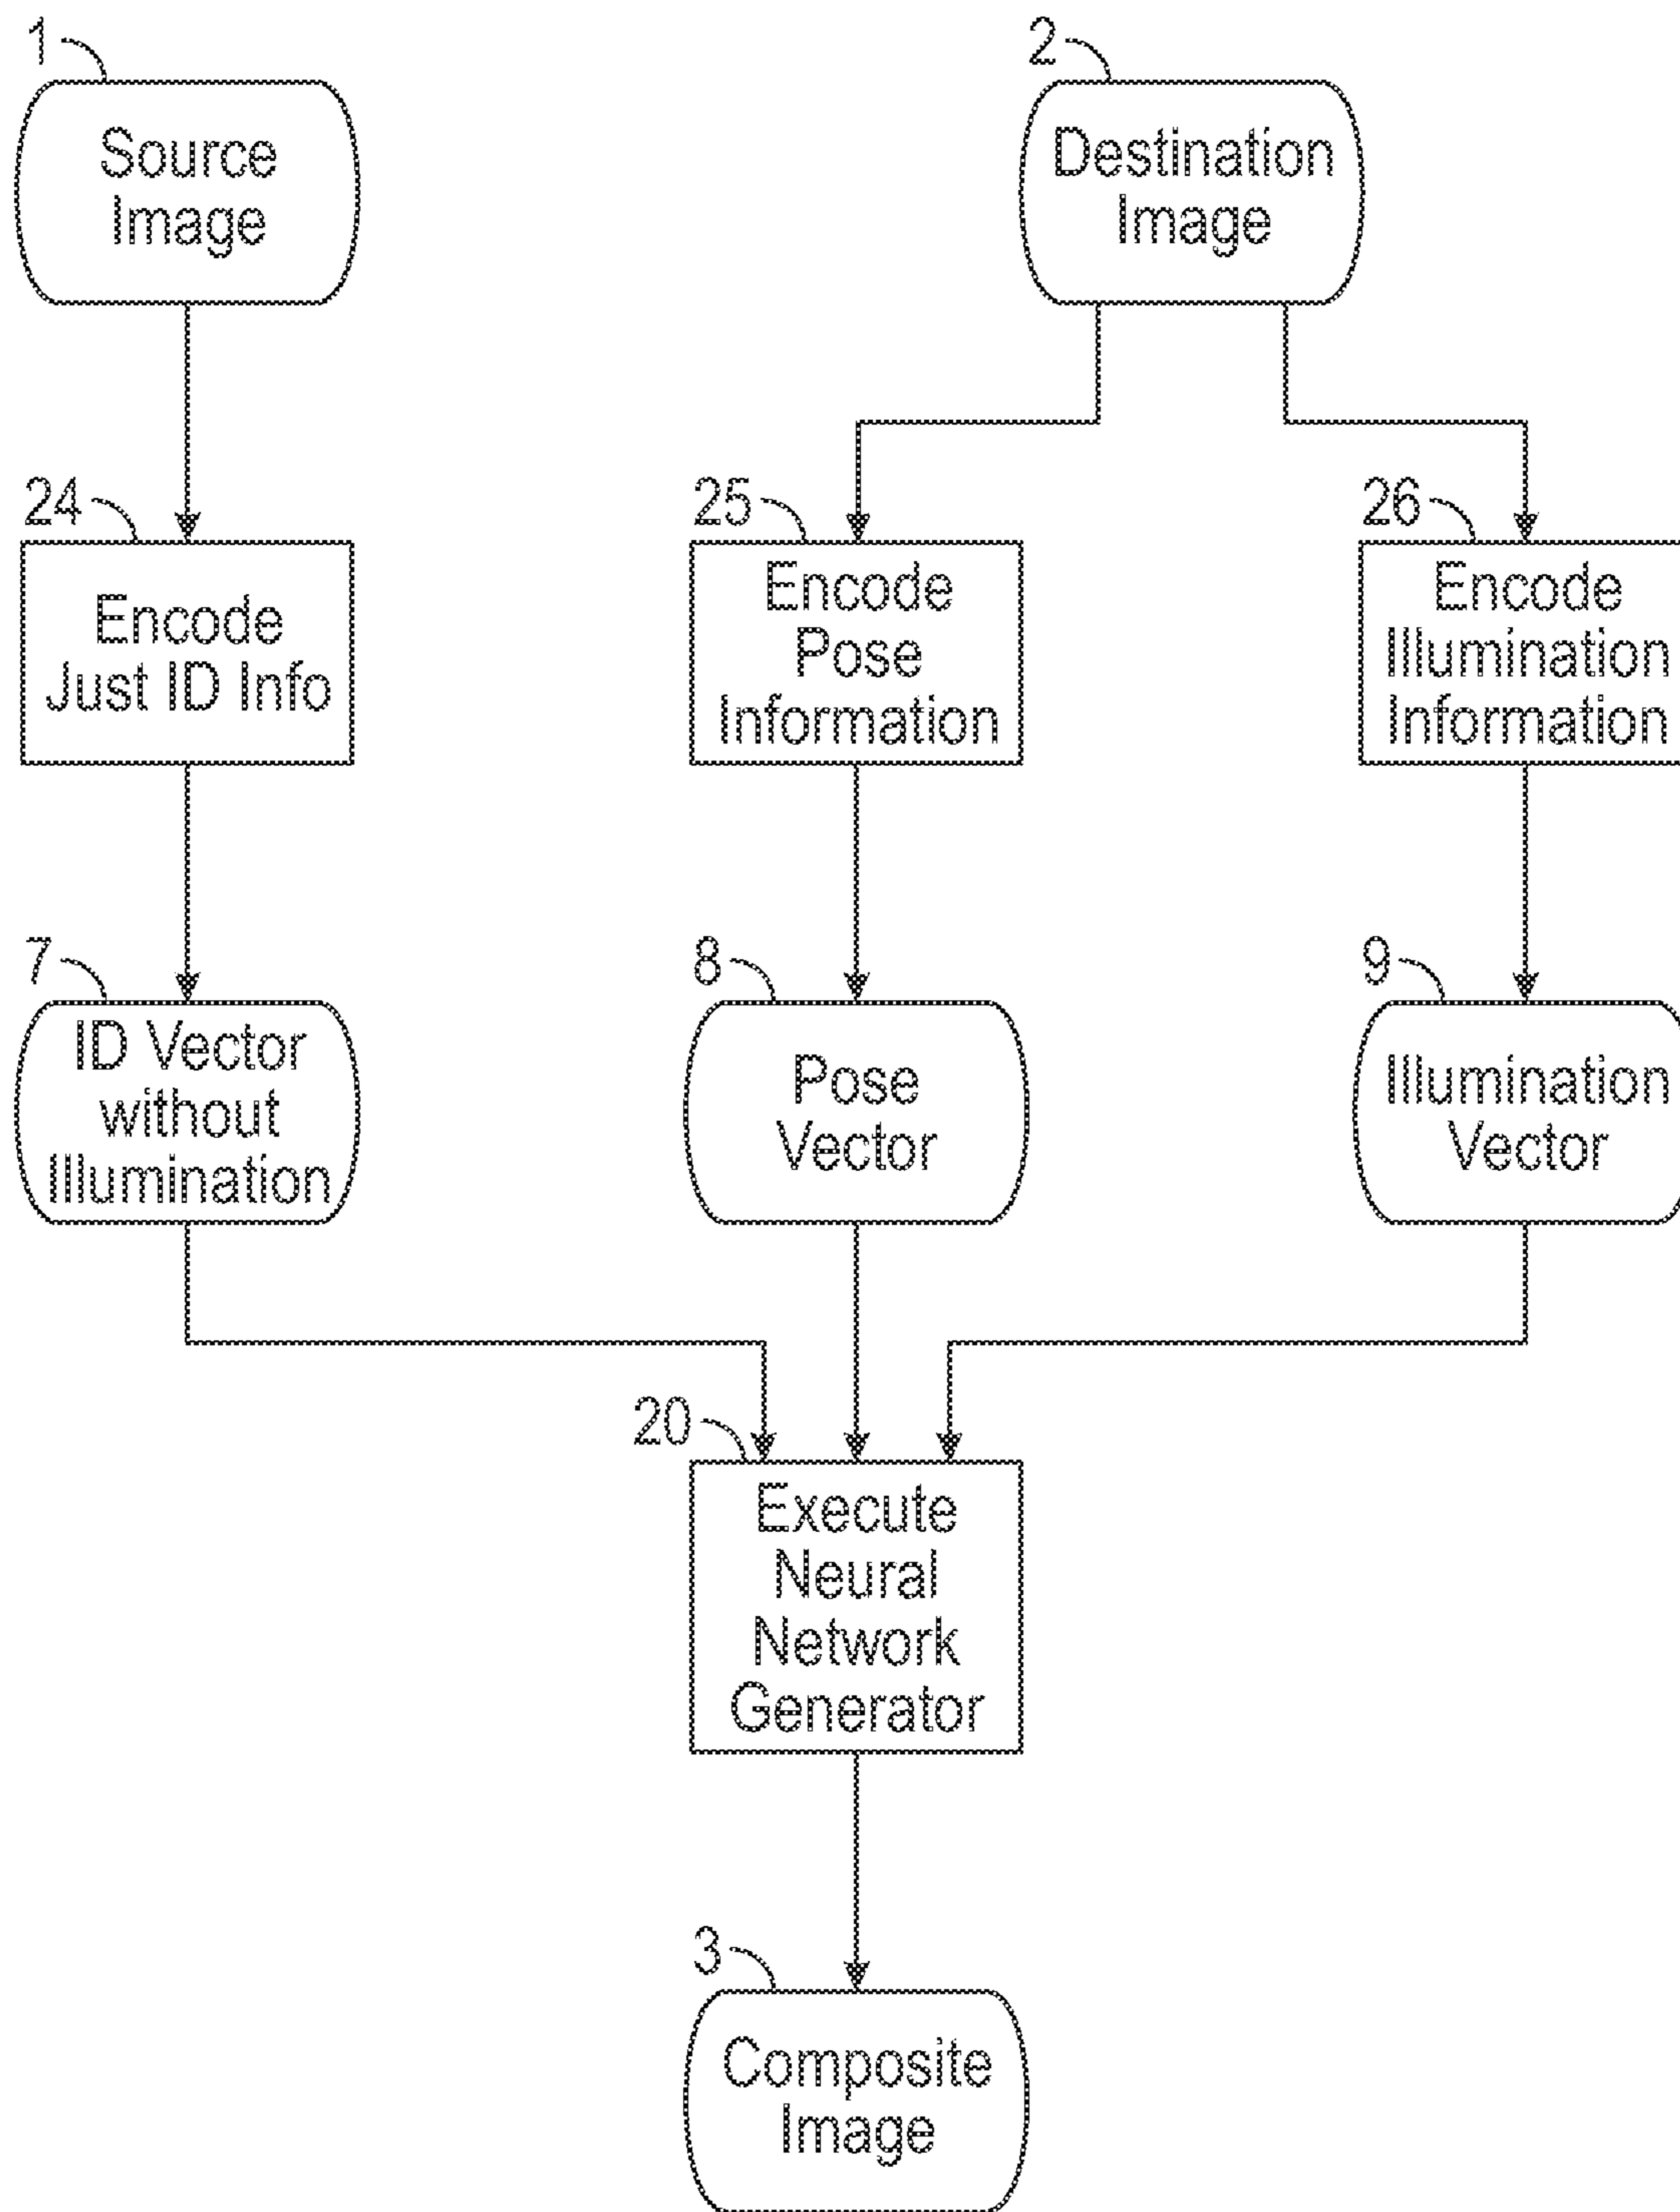 1
Source
Image
2
Destination
Image
24
Encode
Just ID Info
25
Encode
Pose
Information
26
Encode
Illumination
Information
7
ID Vector
without
Illumination
8
Pose
Vector
9
Illumination
Vector
20
Execute
Neural
Network
Generator
3
Composite
Image